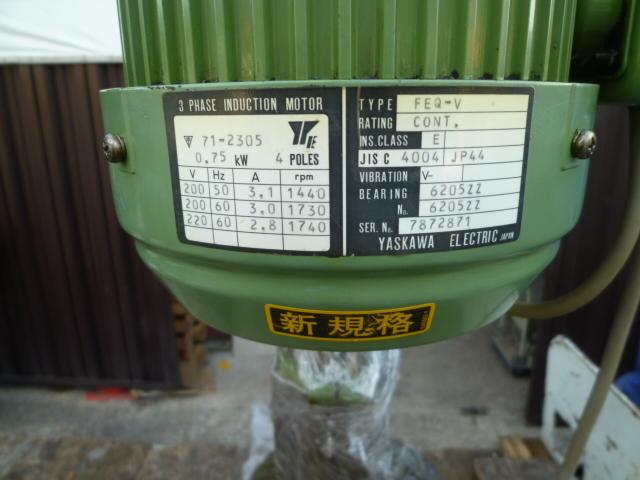 3 PHASE INDUCTION MOTOR
71-2305
0.75 kW 4 POLES
V Hz A rpm
200 50 3.1 1440
200 60 3.0 1730
220 60 2.8 1740
TYPE FEQ-V
RATING CONT.
INS.CLASS E
JIS C 4004 JP44
VIBRATION V-
BEARING 6205ZZ
No. 6205ZZ
SER. No. 7872871
YASKAWA ELECTRIC JAPAN
新規格